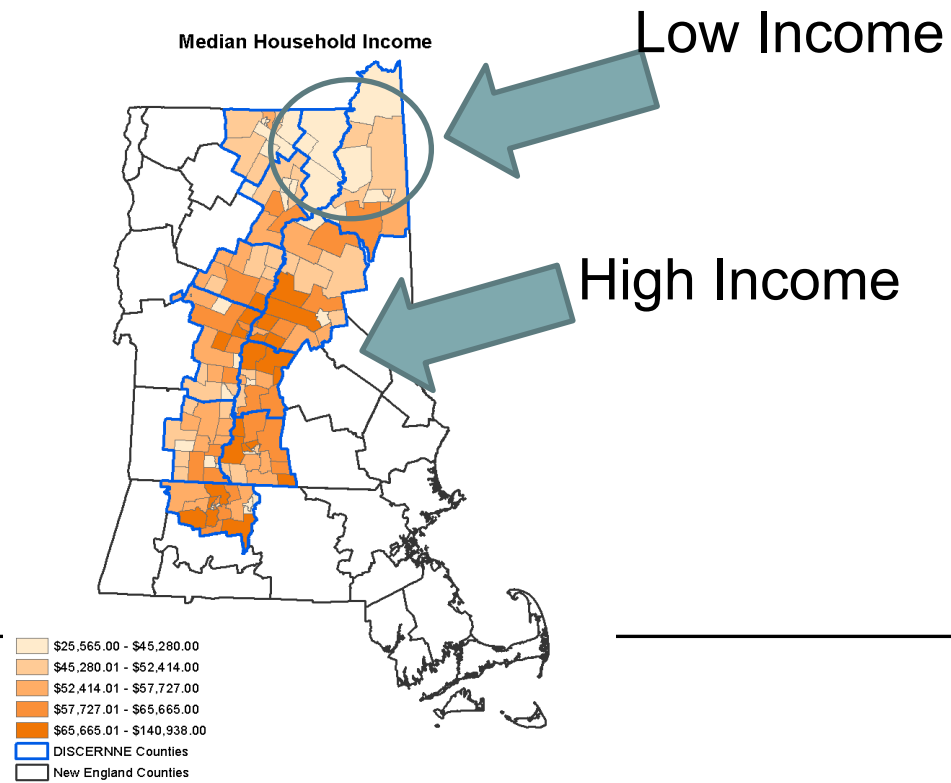 Low Income
Median Household Income
High Income
$25,565.00 - $45,280.00
$45,280.01 - $52,414.00
$52,414.01 - $57,727.00
$57,727.01 - $65,665.00
$65,665.01 - $140,938.00
DISCERNNE Counties
New England Counties